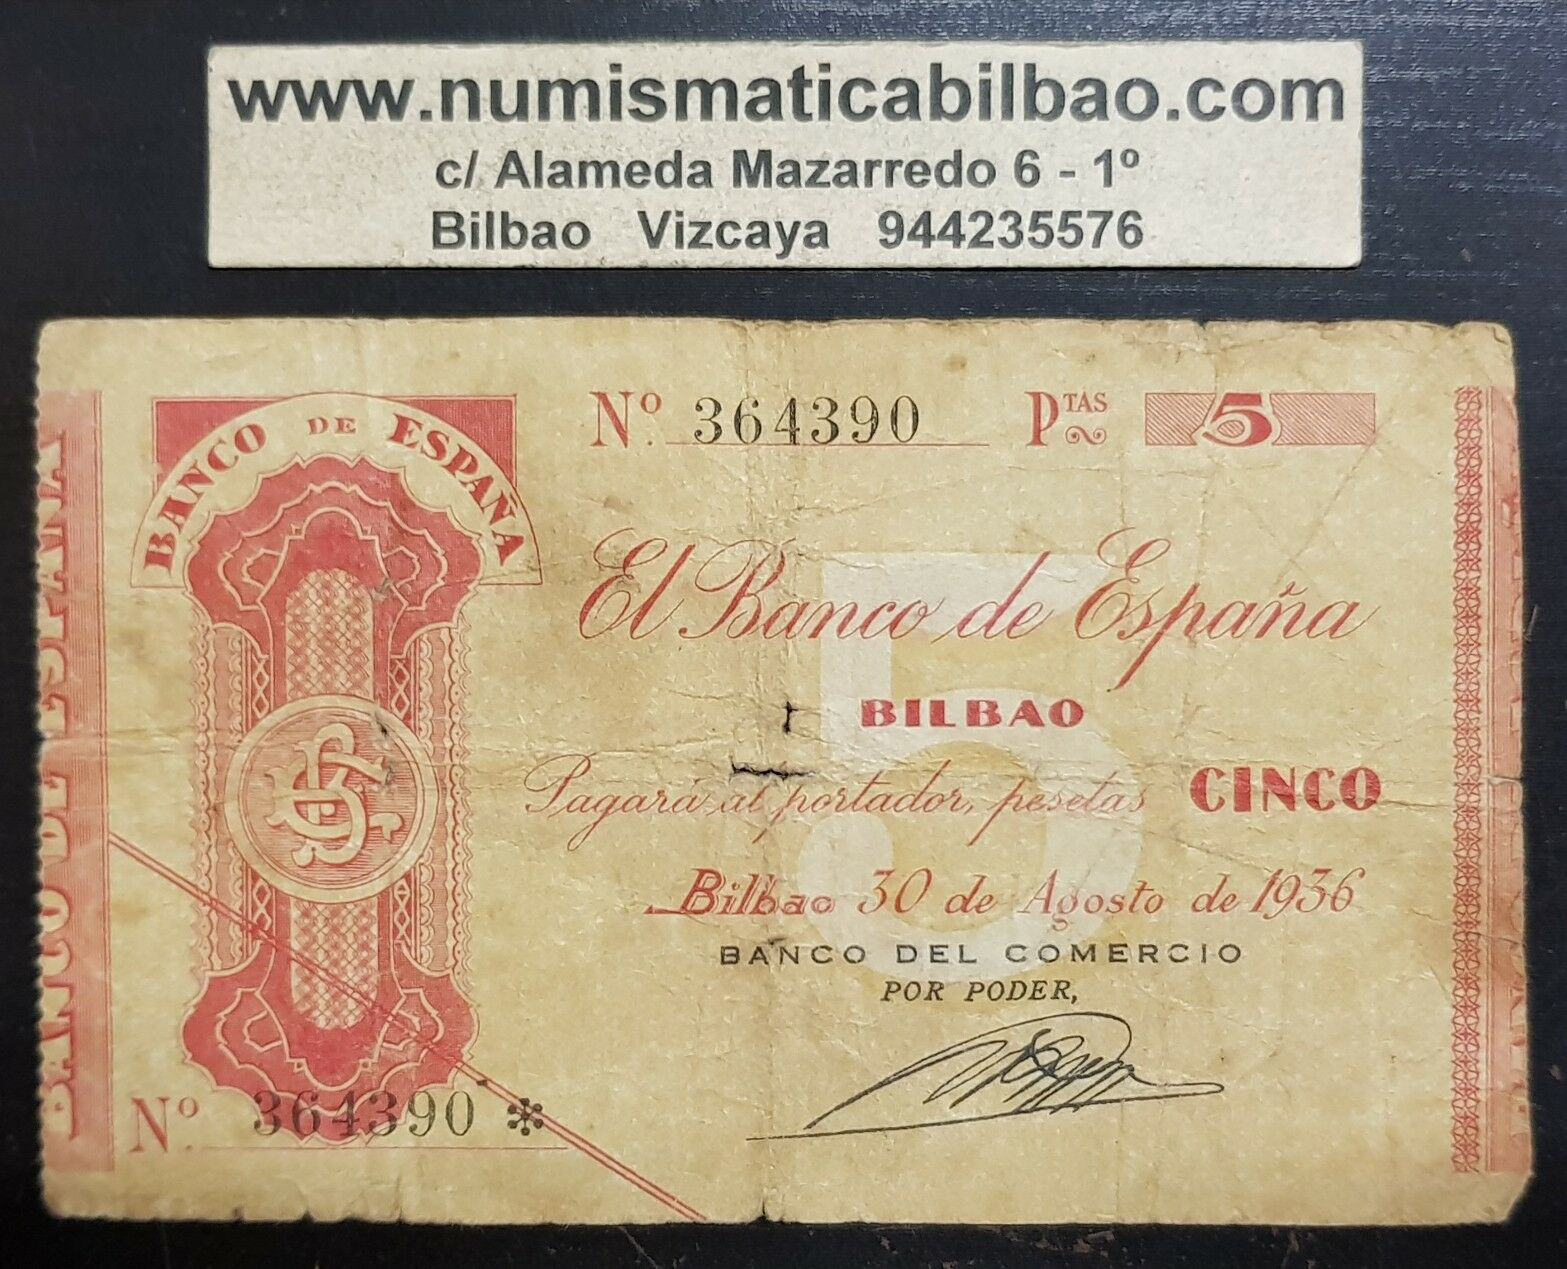 www.numismaticabilbao.com
c/ Alameda Mazarredo 6 - 1º
Bilbao Vizcaya 944235576
BANCO DE ESPAÑA
BANCO DE ESPAÑA
Nº. 364390 PTAS 5
El Banco de España
5
BILBAO
Pagará al portador, pesetas CINCO
Bilbao 30 de Agosto de 1936
BANCO DEL COMERCIO
POR PODER,
Nº. 364390 *